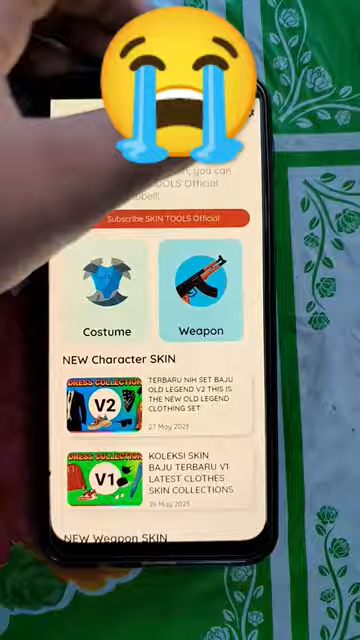 you can
TOOLS Official
Subscribe SKIN TOOLS Official
Costume
Weapon
NEW Character SKIN
DRESS COLLECTION
V2
TERBARU NIH SET BAJU
OLD LEGEND V2 THIS IS
THE NEW OLD LEGEND
CLOTHING SET
27 May 2023
DRESS COLLECTION
V1
KOLEKSI SKIN
BAJU TERBARU V1
LATEST CLOTHES
SKIN COLLECTIONS
NEW Weapon SKIN